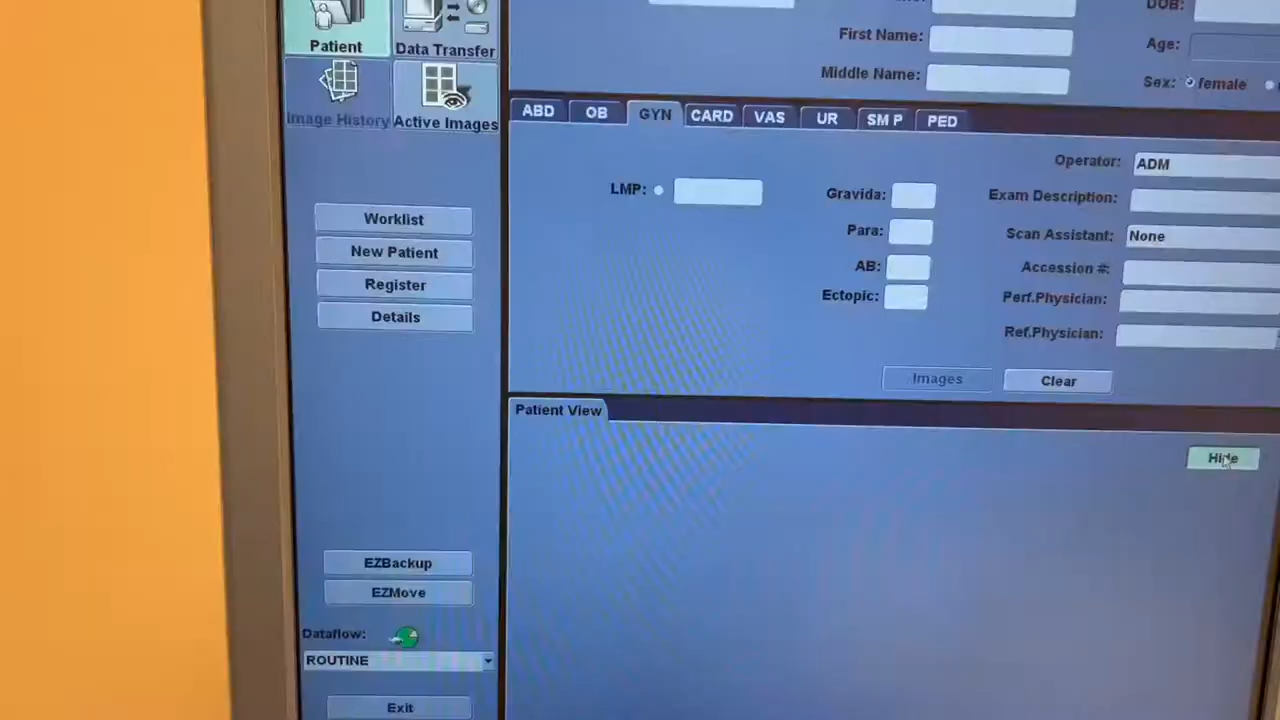 Patient
Data Transfer
Image History
Active Images
Worklist
New Patient
Register
Details
EZBackup
EZMove
Dataflow:
ROUTINE
Exit
DOB:
First Name:
Age:
Middle Name:
Sex: female
ABD OB GYN CARD VAS UR SM P PED
Operator: ADM
LMP:
Gravida:
Exam Description:
Para:
Scan Assistant: None
AB:
Accession #:
Ectopic:
Perf.Physician:
Ref.Physician:
Images
Clear
Patient View
Hide